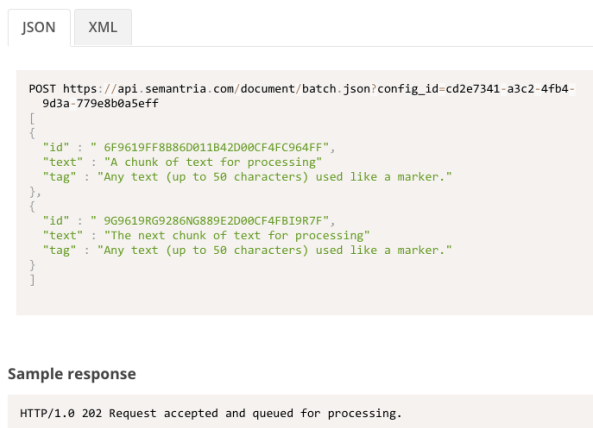 JSON XML
POST https://api.semantria.com/document/batch.json?config_id=cd2e7341-a3c2-4fb4-
9d3a-779e8b0a5eff
[
{
"id" : " 6F9619FF8B86D011B42D00CF4FC964FF",
"text" : "A chunk of text for processing"
"tag" : "Any text (up to 50 characters) used like a marker."
},
{
"id" : " 9G9619RG9286NG889E2D00CF4FBI9R7F",
"text" : "The next chunk of text for processing"
"tag" : "Any text (up to 50 characters) used like a marker."
}
]
Sample response
HTTP/1.0 202 Request accepted and queued for processing.